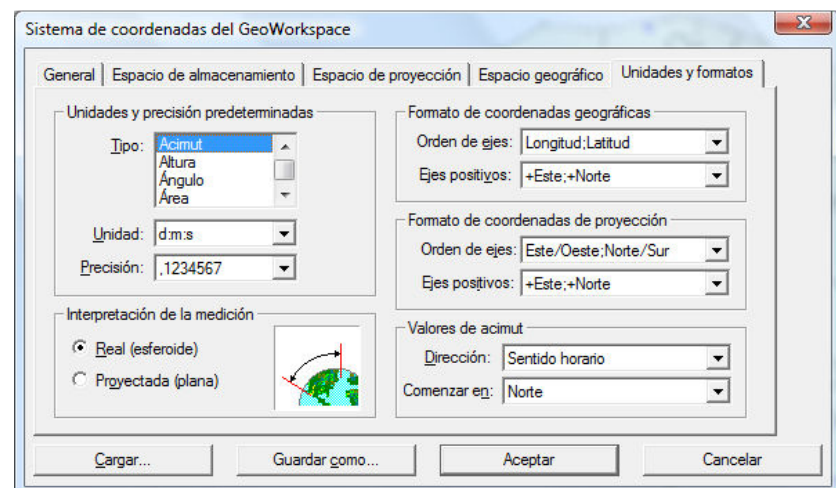 Sistema de coordenadas del GeoWorkspace
General
Espacio de almacenamiento
Espacio de proyección
Espacio geográfico
Unidades y formatos
Unidades y precisión predeterminadas
Tipo:
Acimut
Altura
Ángulo
Área
Unidad: d:m:s
Precisión: ,1234567
Interpretación de la medición
Real (esferoide)
Proyectada (plana)
Formato de coordenadas geográficas
Orden de ejes: Longitud;Latitud
Ejes positivos: +Este;+Norte
Formato de coordenadas de proyección
Orden de ejes: Este/Oeste;Norte/Sur
Ejes positivos: +Este;+Norte
Valores de acimut
Dirección: Sentido horario
Comenzar en: Norte
Cargar...
Guardar como...
Aceptar
Cancelar